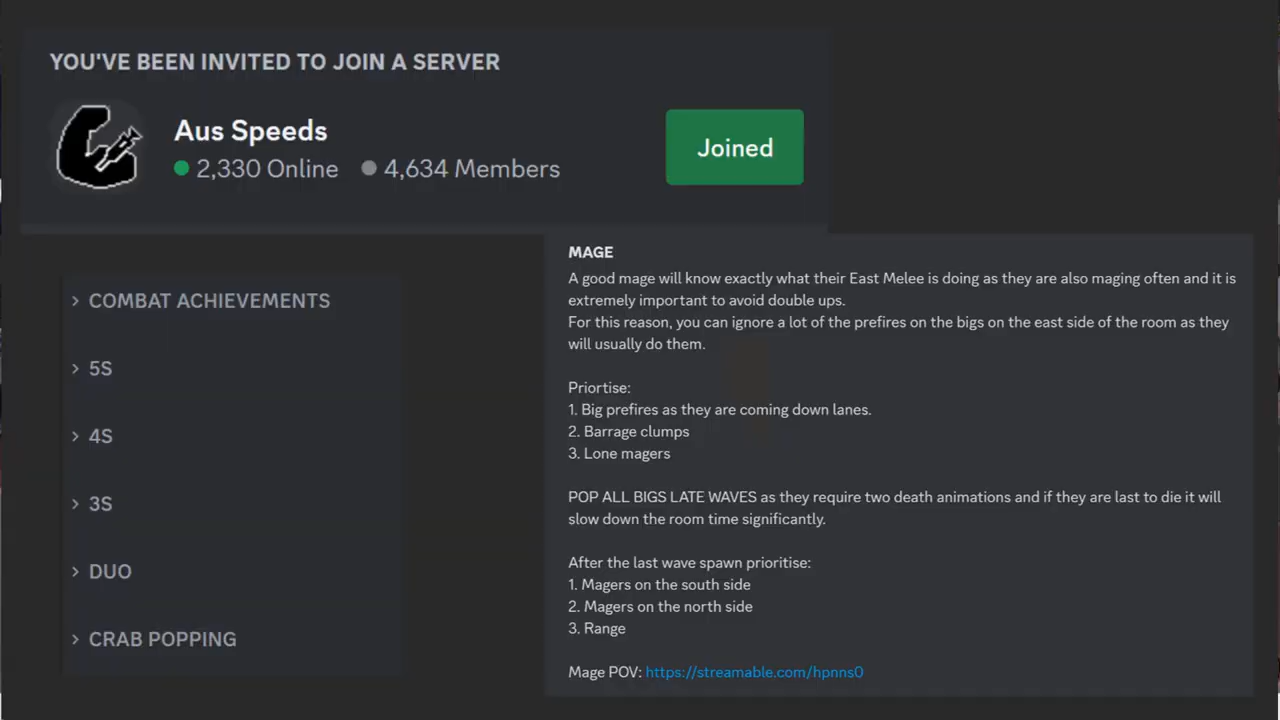 YOU'VE BEEN INVITED TO JOIN A SERVER
Aus Speeds
2,330 Online 4,634 Members
Joined
> COMBAT ACHIEVEMENTS
> 5S
> 4S
> 3S
> DUO
> CRAB POPPING
MAGE
A good mage will know exactly what their East Melee is doing as they are also maging often and it is
extremely important to avoid double ups.
For this reason, you can ignore a lot of the prefires on the bigs on the east side of the room as they
will usually do them.
Priortise:
1. Big prefires as they are coming down lanes.
2. Barrage clumps
3. Lone magers
POP ALL BIGS LATE WAVES as they require two death animations and if they are last to die it will
slow down the room time significantly.
After the last wave spawn prioritise:
1. Magers on the south side
2. Magers on the north side
3. Range
Mage POV: https://streamable.com/hpnns0